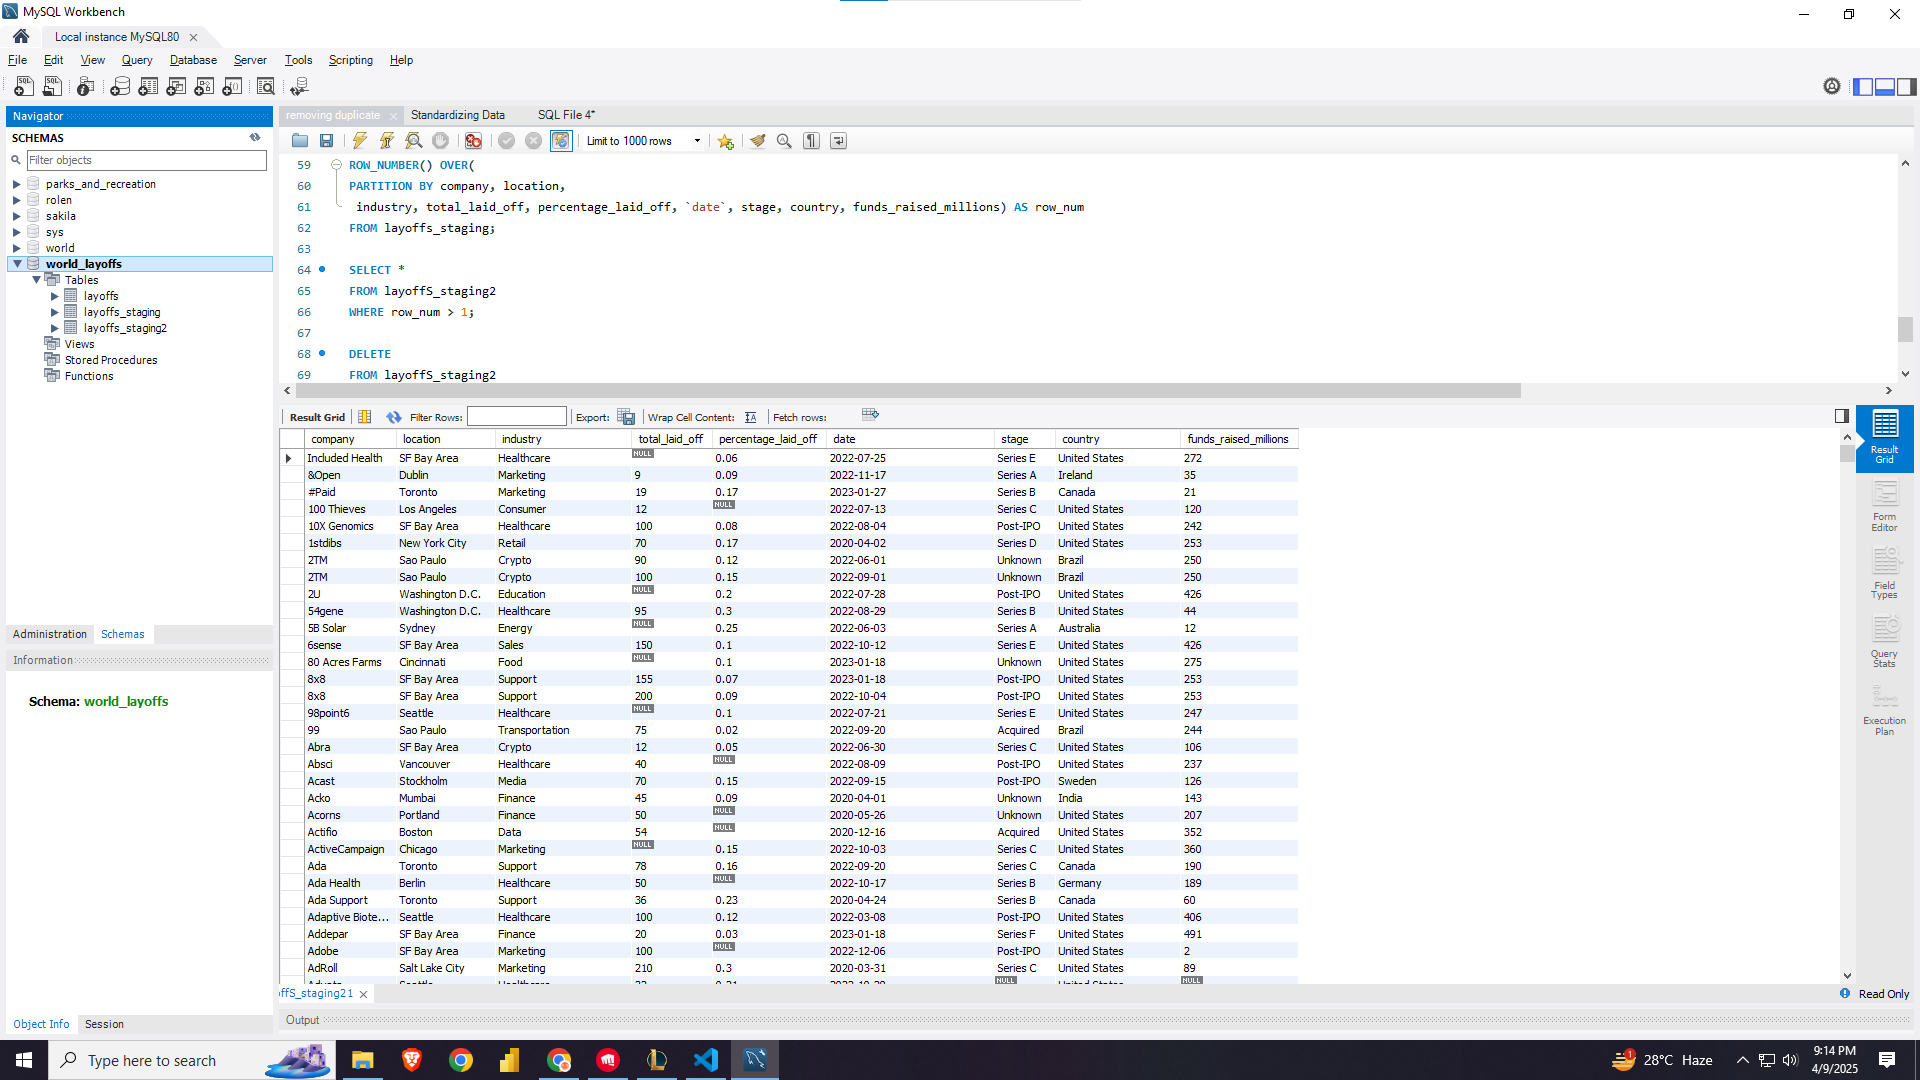 MySQL Workbench
Local instance MySQL80
File Edit View Query Database Server Tools Scripting Help
Navigator
SCHEMAS
Filter objects
parks_and_recreation
rolen
sakila
sys
world
world_layoffs
Tables
layoffs
layoffs_staging
layoffs_staging2
Views
Stored Procedures
Functions
Administration Schemas
Information
Schema: world_layoffs
Object Info Session
removing duplicate Standardizing Data SQL File 4*
Limit to 1000 rows
59 ROW_NUMBER() OVER(
60 PARTITION BY company, location,
61 industry, total_laid_off, percentage_laid_off, `date`, stage, country, funds_raised_millions) AS row_num
62 FROM layoffs_staging;
63
64 SELECT *
65 FROM layoffS_staging2
66 WHERE row_num > 1;
67
68 DELETE
69 FROM layoffS_staging2
Result Grid Filter Rows: Export: Wrap Cell Content: Fetch rows:
company location industry total_laid_off percentage_laid_off date stage country funds_raised_millions
Included Health SF Bay Area Healthcare NULL 0.06 2022-07-25 Series E United States 272
&Open Dublin Marketing 9 0.09 2022-11-17 Series A Ireland 35
#Paid Toronto Marketing 19 0.17 2023-01-27 Series B Canada 21
100 Thieves Los Angeles Consumer 12 NULL 2022-07-13 Series C United States 120
10X Genomics SF Bay Area Healthcare 100 0.08 2022-08-04 Post-IPO United States 242
1stdibs New York City Retail 70 0.17 2020-04-02 Series D United States 253
2TM Sao Paulo Crypto 90 0.12 2022-06-01 Unknown Brazil 250
2TM Sao Paulo Crypto 100 0.15 2022-09-01 Unknown Brazil 250
2U Washington D.C. Education NULL 0.2 2022-07-28 Post-IPO United States 426
54gene Washington D.C. Healthcare 95 0.3 2022-08-29 Series B United States 44
5B Solar Sydney Energy NULL 0.25 2022-06-03 Series A Australia 12
6sense SF Bay Area Sales 150 0.1 2022-10-12 Series E United States 426
80 Acres Farms Cincinnati Food NULL 0.1 2023-01-18 Unknown United States 275
8x8 SF Bay Area Support 155 0.07 2023-01-18 Post-IPO United States 253
8x8 SF Bay Area Support 200 0.09 2022-10-04 Post-IPO United States 253
98point6 Seattle Healthcare NULL 0.1 2022-07-21 Series E United States 247
99 Sao Paulo Transportation 75 0.02 2022-09-20 Acquired Brazil 244
Abra SF Bay Area Crypto 12 0.05 2022-06-30 Series C United States 106
Absci Vancouver Healthcare 40 NULL 2022-08-09 Post-IPO United States 237
Acast Stockholm Media 70 0.15 2022-09-15 Post-IPO Sweden 126
Acko Mumbai Finance 45 0.09 2020-04-01 Unknown India 143
Acorns Portland Finance 50 NULL 2020-05-26 Unknown United States 207
Actifio Boston Data 54 NULL 2020-12-16 Acquired United States 352
ActiveCampaign Chicago Marketing NULL 0.15 2022-10-03 Series C United States 360
Ada Toronto Support 78 0.16 2022-09-20 Series C Canada 190
Ada Health Berlin Healthcare 50 NULL 2022-10-17 Series B Germany 189
Ada Support Toronto Support 36 0.23 2020-04-24 Series B Canada 60
Adaptive Biote... Seattle Healthcare 100 0.12 2022-03-08 Post-IPO United States 406
Addepar SF Bay Area Finance 20 0.03 2023-01-18 Series F United States 491
Adobe SF Bay Area Marketing 100 NULL 2022-12-06 Post-IPO United States 2
AdRoll Salt Lake City Marketing 210 0.3 2020-03-31 Series C United States 89
NULL NULL
Result Grid
Form Editor
Field Types
Query Stats
Execution Plan
ffS_staging21
Read Only
Output
Type here to search
1
28°C Haze
9:14 PM
4/9/2025